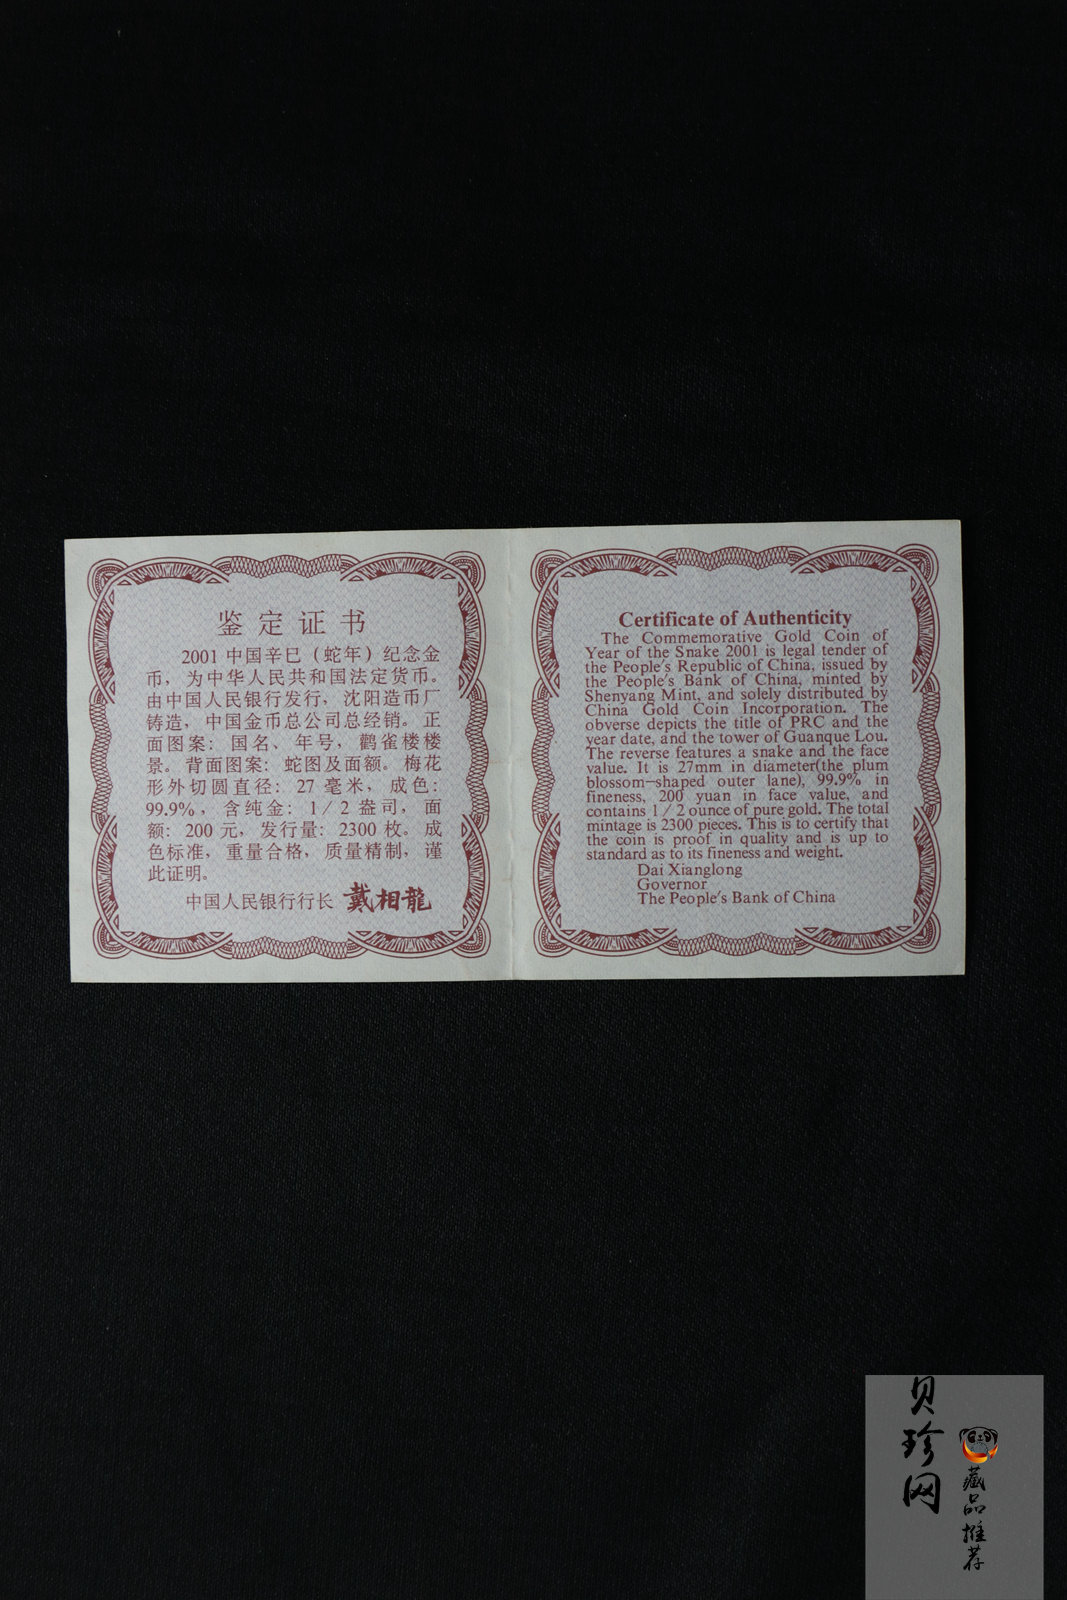 鉴定证书
2001中国辛巳（蛇年）纪念金
币，为中华人民共和国法定货币。
由中国人民银行发行，沈阳造币厂
铸造，中国金币总公司总经销。正
面图案：国名、年号，鹳雀楼楼
景。背面图案：蛇图及面额。梅花
形外切圆直径：27毫米，成色：
99.9%，含纯金：1/2盎司，面
额：200元，发行量：2300枚。成
色标准，重量合格，质量精制，谨
此证明。
中国人民银行行长 戴相龍
Certificate of Authenticity
The Commemorative Gold Coin of
Year of the Snake 2001 is legal tender of
the People's Republic of China, issued by
the People's Bank of China, minted by
Shenyang Mint, and solely distributed by
China Gold Coin Incorporation. The
obverse depicts the title of PRC and the
year date, and the tower of Guanque Lou.
The reverse features a snake and the face
value. It is 27mm in diameter(the plum
blossom-shaped outer lane), 99.9% in
fineness, 200 yuan in face value, and
contains 1/2 ounce of pure gold. The total
mintage is 2300 pieces. This is to certify that
the coin is proof in quality and is up to
standard as to its fineness and weight.
Dai Xianglong
Governor
The People's Bank of China
贝珍网
藏品推荐